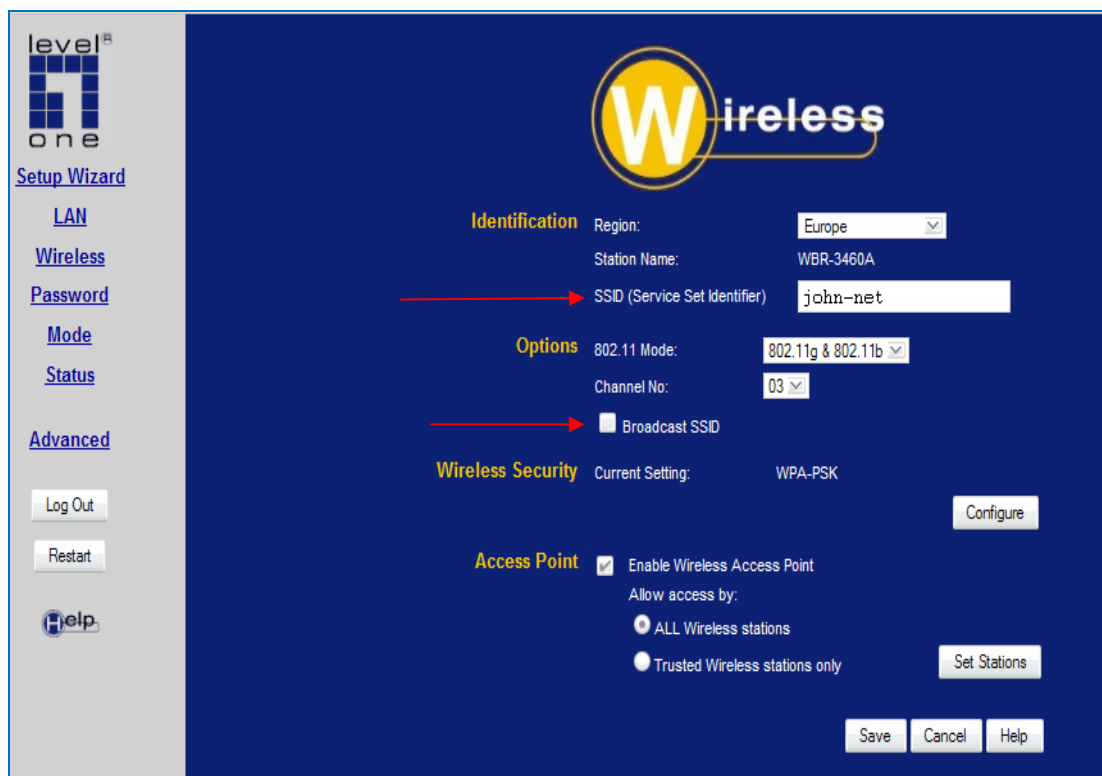 level®
one
Setup Wizard
LAN
Wireless
Password
Mode
Status
Advanced
Log Out
Restart
Help
Wireless
Identification Region: Europe
Station Name: WBR-3460A
SSID (Service Set Identifier) john-net
Options 802.11 Mode: 802.11g & 802.11b
Channel No: 03
Broadcast SSID
Wireless Security Current Setting: WPA-PSK
Configure
Access Point Enable Wireless Access Point
Allow access by:
ALL Wireless stations
Trusted Wireless stations only Set Stations
Save Cancel Help